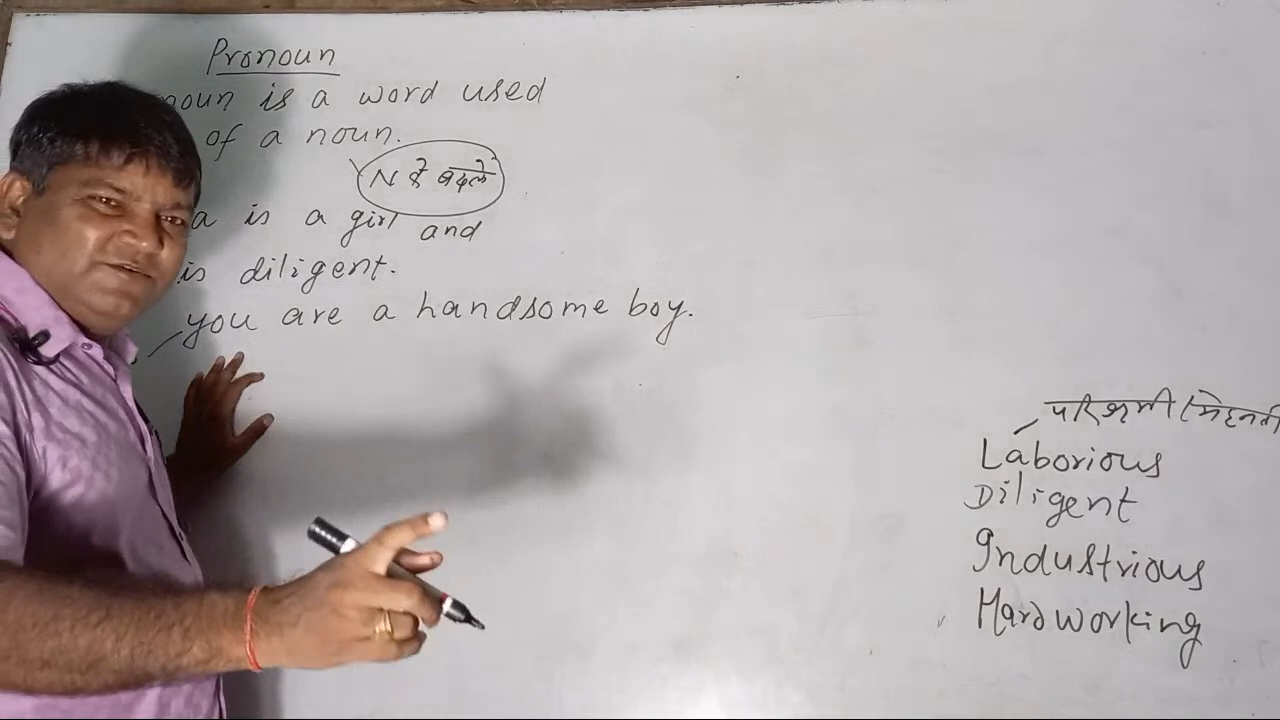 Pronoun
noun is a word used
of a noun.
N के बदले
a is a girl and
is diligent.
you are a handsome boy.
परिश्रमी / मेहनती
Laborious
Diligent
Industrious
Hardworking